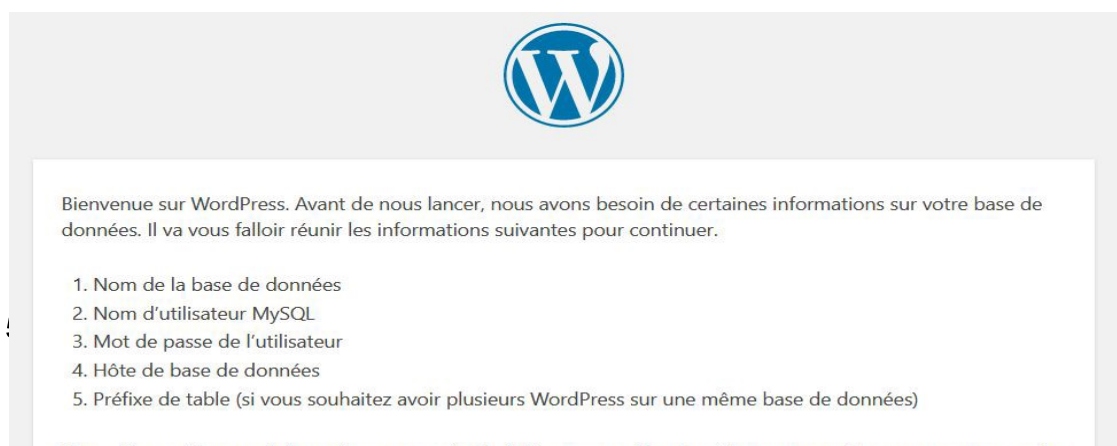 Bienvenue sur WordPress. Avant de nous lancer, nous avons besoin de certaines informations sur votre base de
données. Il va vous falloir réunir les informations suivantes pour continuer.
1. Nom de la base de données
2. Nom d’utilisateur MySQL
3. Mot de passe de l’utilisateur
4. Hôte de base de données
5. Préfixe de table (si vous souhaitez avoir plusieurs WordPress sur une même base de données)